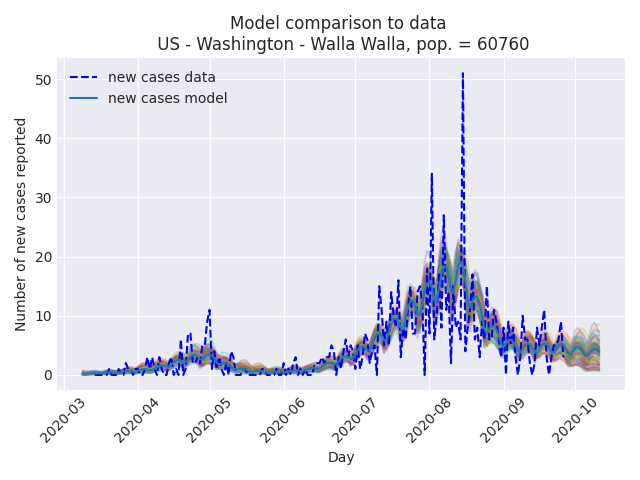 Model comparison to data
US - Washington - Walla Walla, pop. = 60760
new cases data
new cases model
Number of new cases reported
50
40
30
20
10
0
2020-03
2020-04
2020-05
2020-06
2020-07
2020-08
2020-09
2020-10
Day